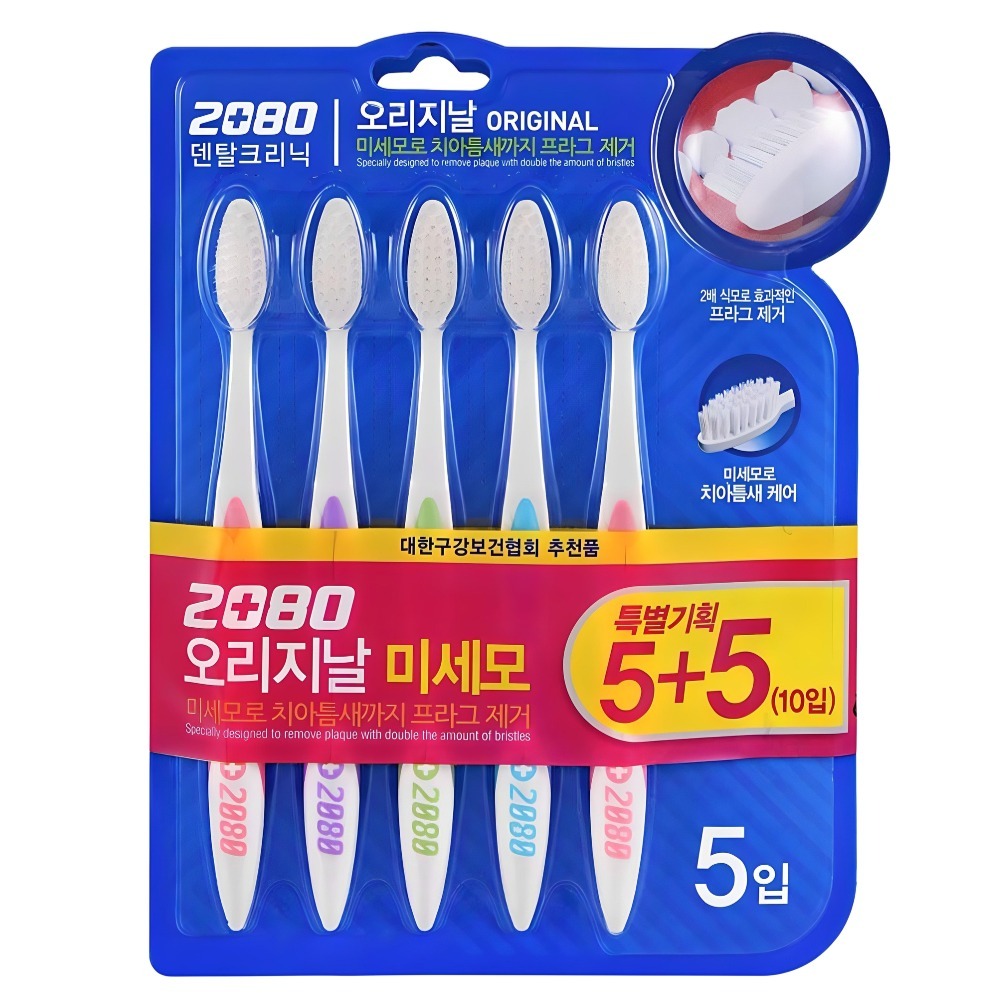 2080
덴탈크리닉
오리지날 ORIGINAL
미세모로 치아틈새까지 프라그 제거
Specially designed to remove plaque with double the amount of bristles
2배 식모로 효과적인
프라그 제거
미세모로
치아틈새 케어
대한구강보건협회 추천품
2080
오리지날 미세모
미세모로 치아틈새까지 프라그 제거
Specially designed to remove plaque with double the amount of bristles
특별기획
5+5(10입)
2080
2080
2080
2080
2080
5입